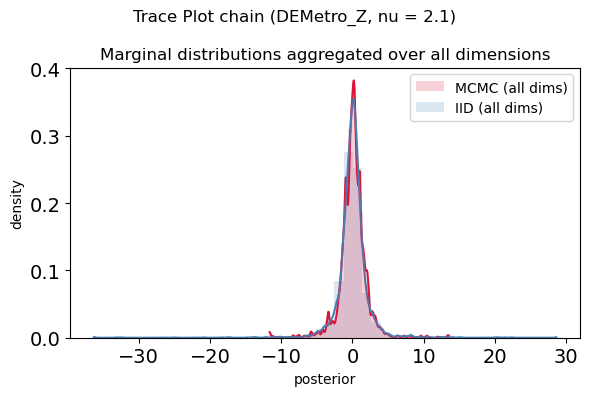 Trace Plot chain (DEMetro_Z, nu = 2.1)
Marginal distributions aggregated over all dimensions
MCMC (all dims)
IID (all dims)
density
0.4
0.3
0.2
0.1
0.0
−30 −20 −10 0 10 20 30
posterior